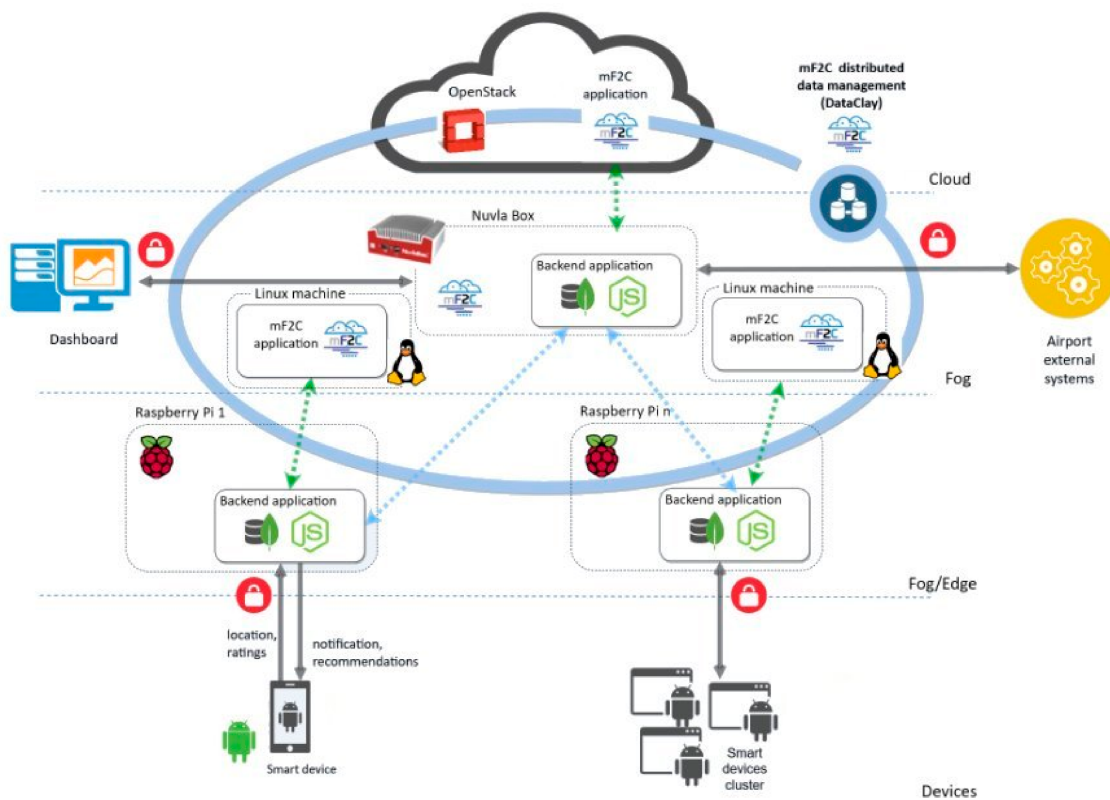 mF2C distributed
data management
(DataClay)
mF2C
OpenStack
mF2C
application
mF2C
Cloud
Nuvla Box
Backend application
JS
mF2C
Dashboard
Linux machine
mF2C
application
mF2C
Linux machine
mF2C
application
mF2C
Airport
external
systems
Fog
Raspberry Pi 1
Raspberry Pi n
Backend application
JS
Backend application
JS
Fog/Edge
location,
ratings
notification,
recommendations
Smart device
Smart
devices
cluster
Devices